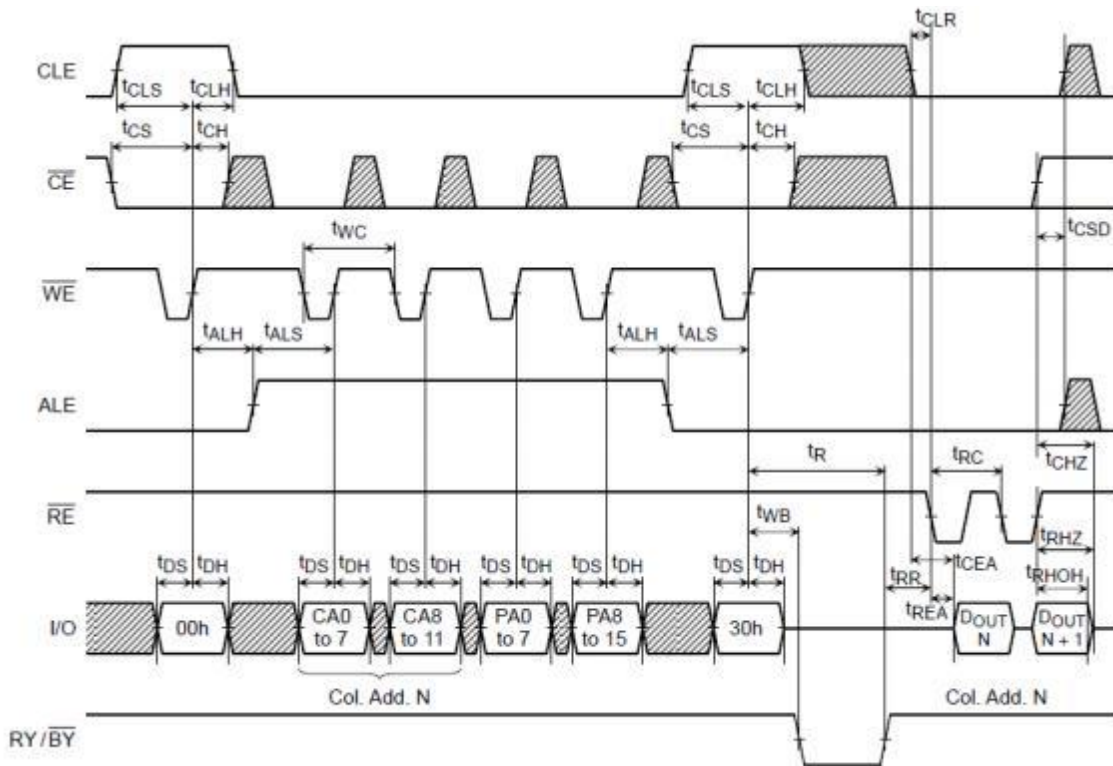 tCLR
CLE
tCLS tCLH tCLS tCLH
tCS tCH tCS tCH
CE
tCSD
tWC
WE
tALH tALS tALH tALS
ALE
tR tRC tCHZ
RE
tWB tRHZ
tDS tDH tDS tDH tDS tDH tDS tDH tDS tDH tDS tDH tCEA
tRR tRHOH
tREA
I/O 00h CA0 to 7 CA8 to 11 PA0 to 7 PA8 to 15 30h DOUT N DOUT N + 1
Col. Add. N Col. Add. N
RY / BY